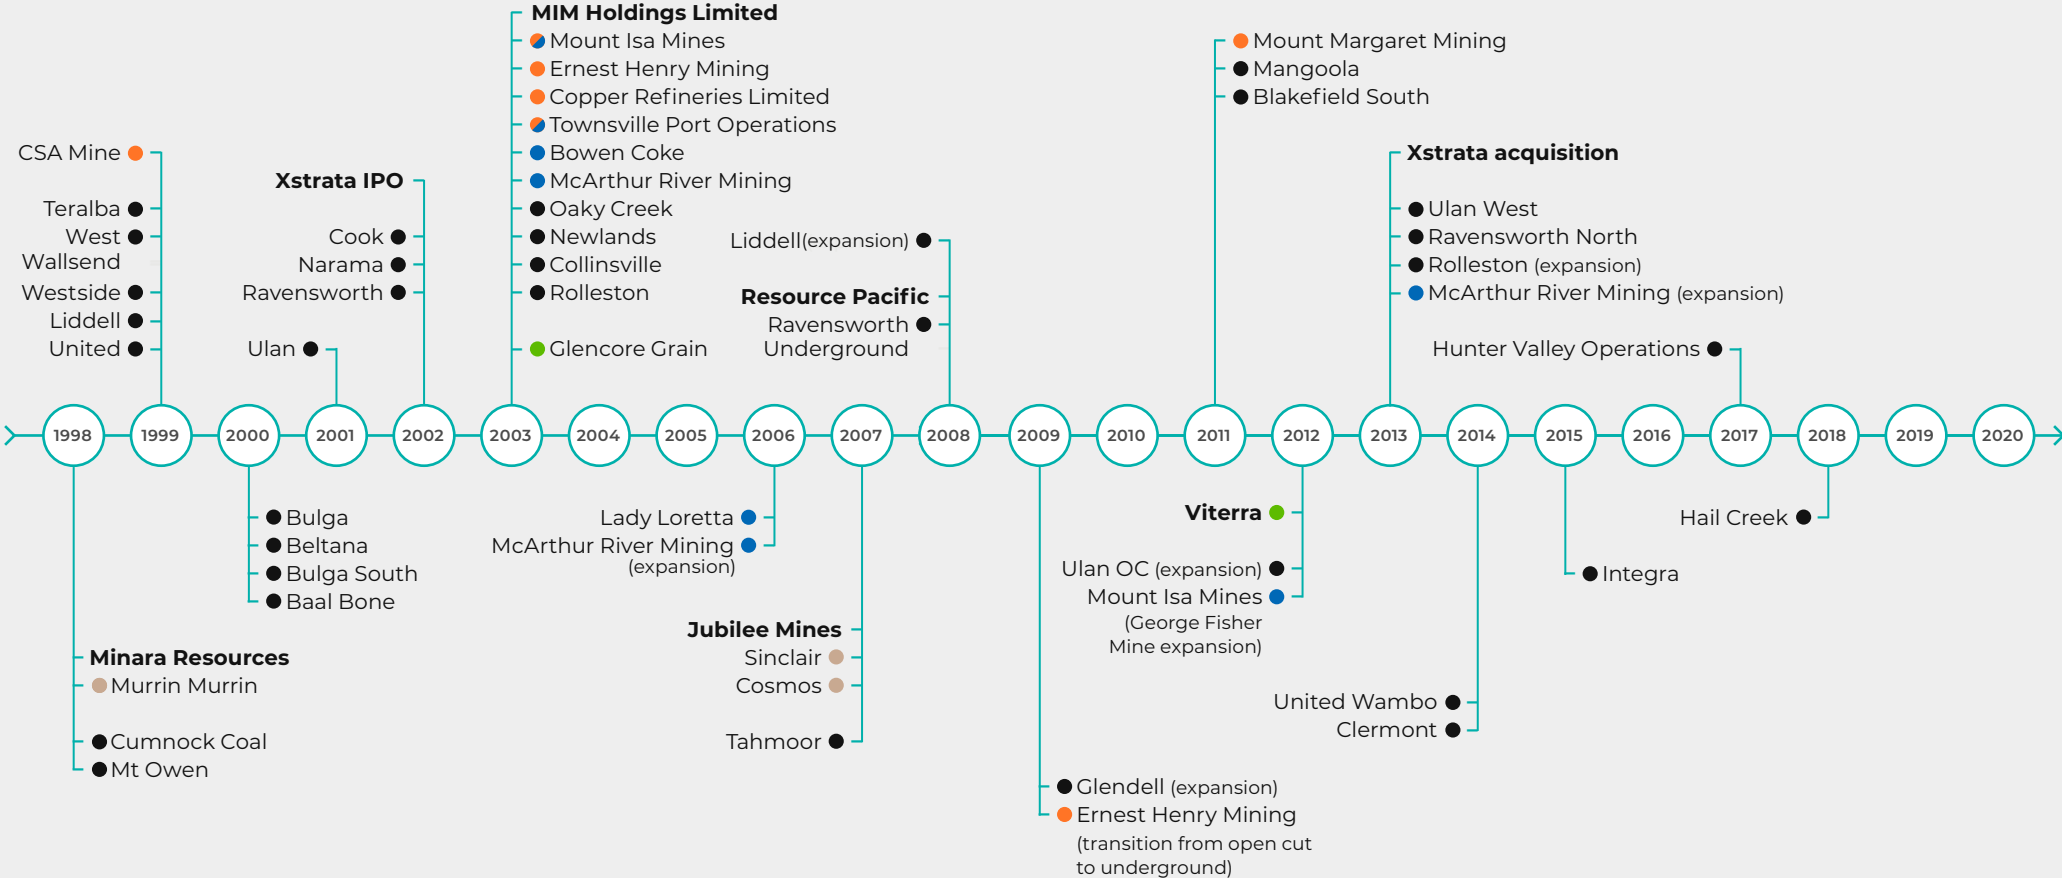 MIM Holdings Limited
Mount Isa Mines
Ernest Henry Mining
Copper Refineries Limited
Townsville Port Operations
Bowen Coke
McArthur River Mining
Oaky Creek
Newlands
Collinsville
Rolleston
Glencore Grain
Mount Margaret Mining
Mangoola
Blakefield South
CSA Mine
Teralba
West
Wallsend
Westside
Liddell
United
Xstrata IPO
Cook
Narama
Ravensworth
Ulan
Liddell(expansion)
Resource Pacific
Ravensworth
Underground
Xstrata acquisition
Ulan West
Ravensworth North
Rolleston (expansion)
McArthur River Mining (expansion)
Hunter Valley Operations
1998 1999 2000 2001 2002 2003 2004 2005 2006 2007 2008 2009 2010 2011 2012 2013 2014 2015 2016 2017 2018 2019 2020
Minara Resources
Murrin Murrin
Cumnock Coal
Mt Owen
Bulga
Beltana
Bulga South
Baal Bone
Lady Loretta
McArthur River Mining
(expansion)
Jubilee Mines
Sinclair
Cosmos
Tahmoor
Glendell (expansion)
Ernest Henry Mining
(transition from open cut
to underground)
Viterra
Ulan OC (expansion)
Mount Isa Mines
(George Fisher
Mine expansion)
United Wambo
Clermont
Integra
Hail Creek